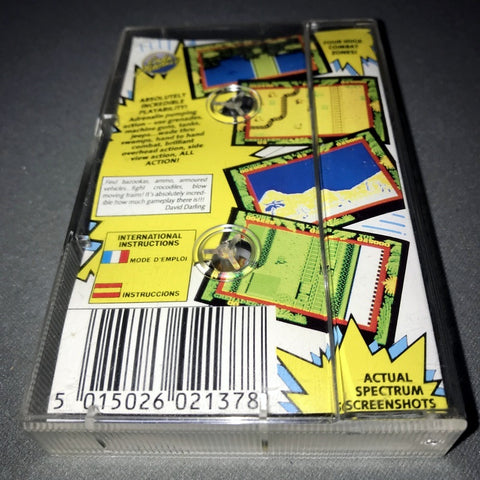 FOUR HUGE
COMBAT
ZONES!
ABSOLUTELY
INCREDIBLE
PLAYABILITY!
Adrenalin pumping
action - use grenades,
machine guns, tanks,
jeeps... wade thru
swamps, hand to hand
combat, brilliant
overhead action, side
view action, ALL
ACTION!
Find bazookas, ammo, armoured
vehicles, fight crocodiles, blow
moving trains! It's absolutely incred-
ible how much gameplay there is!!!
David Darling
INTERNATIONAL
INSTRUCTIONS
MODE D'EMPLOI
INSTRUCCIONS
5 015026 021378
ACTUAL
SPECTRUM
SCREENSHOTS